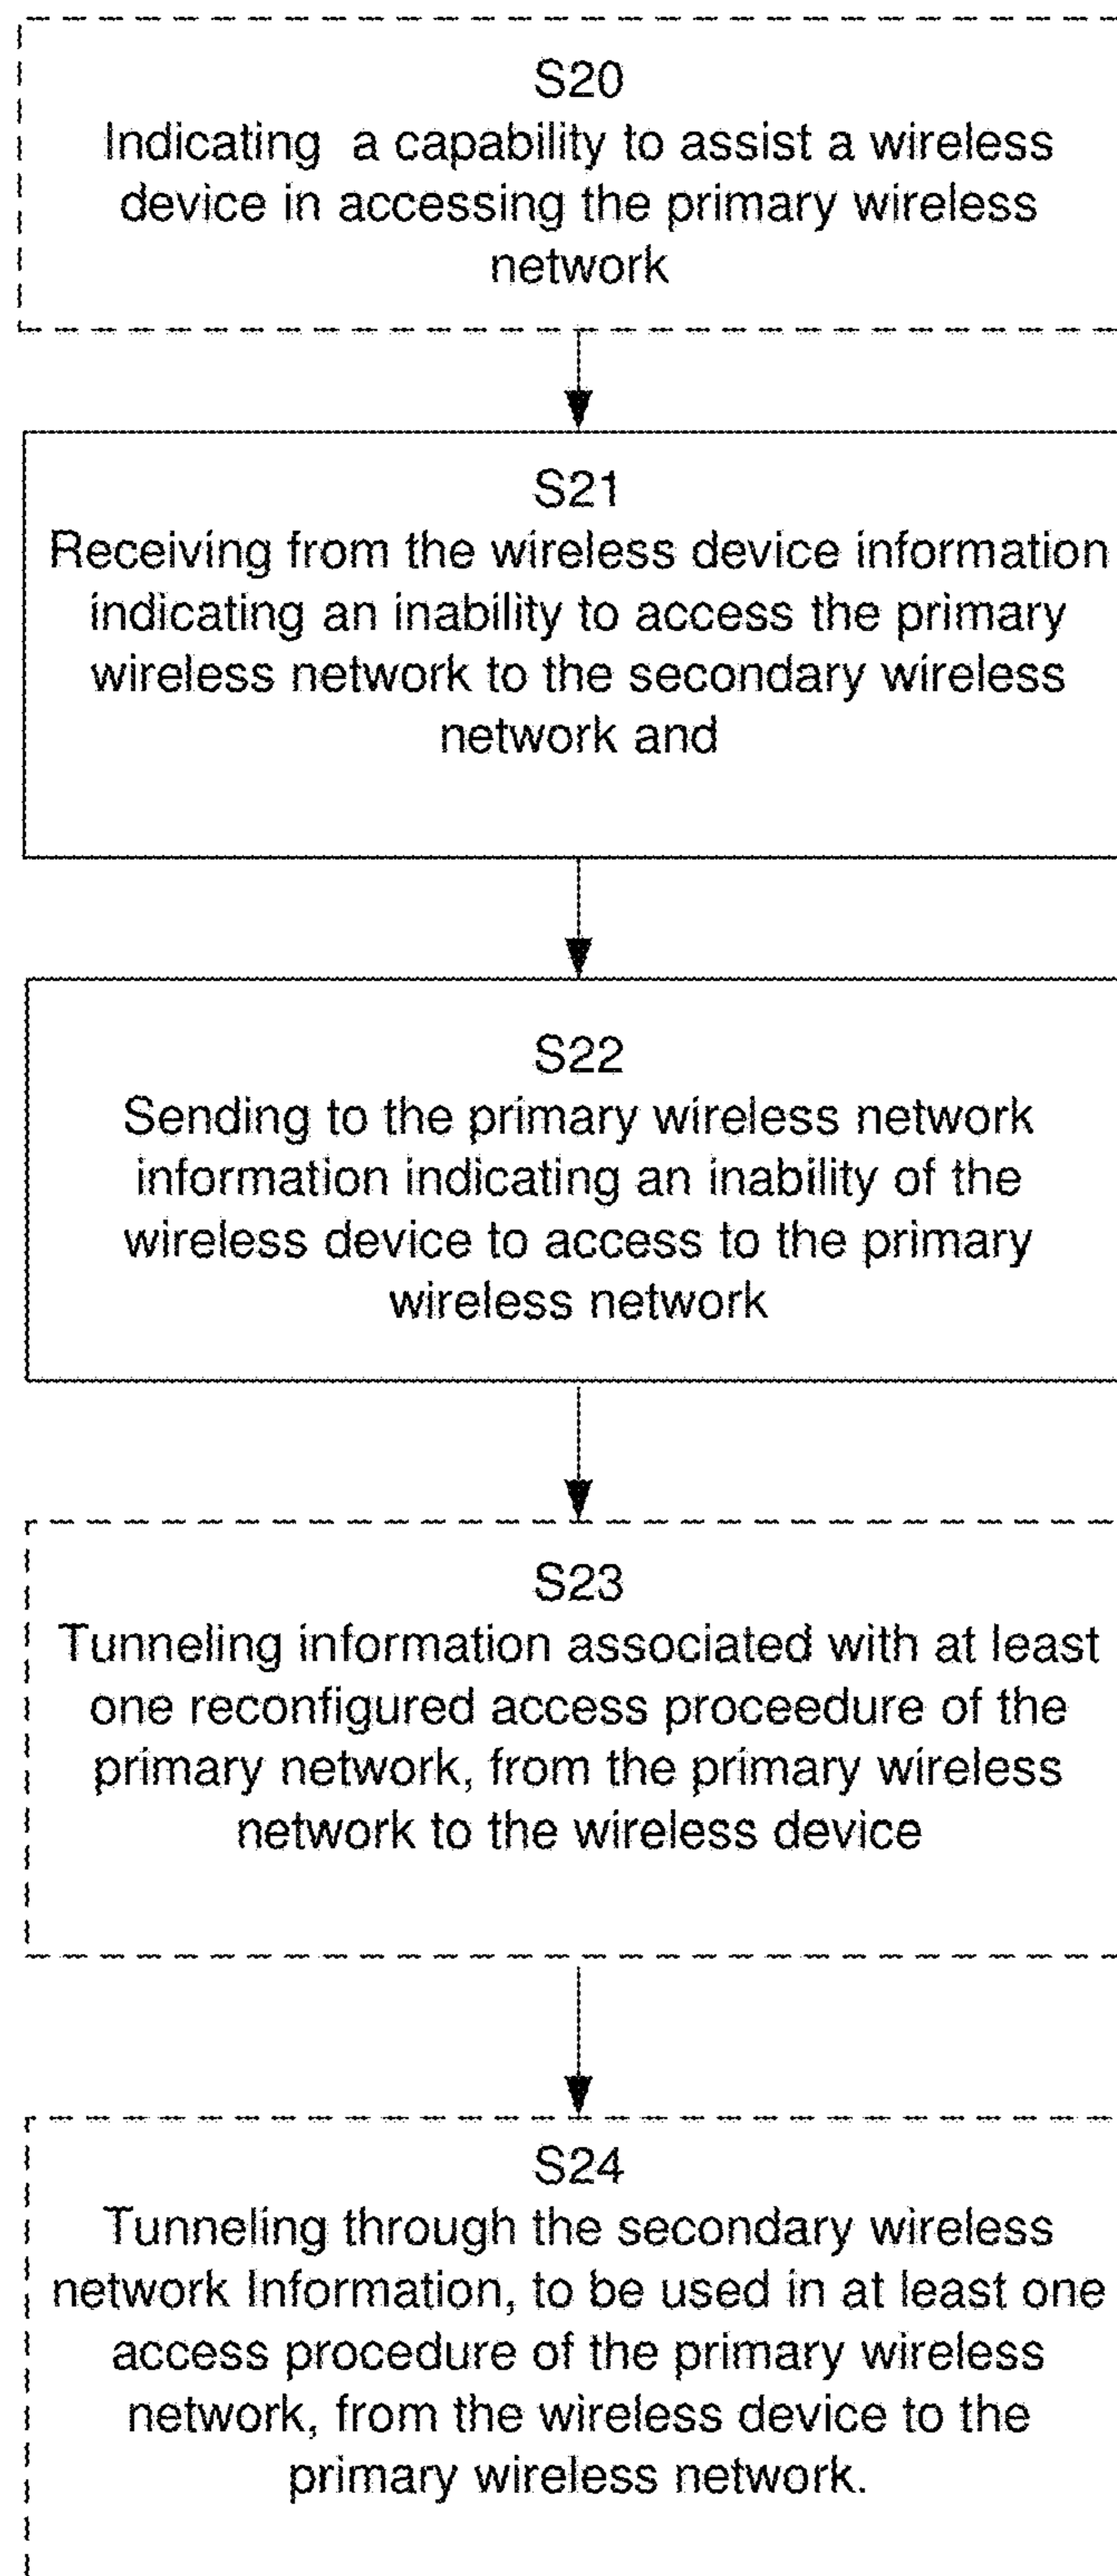 S20
Indicating a capability to assist a wireless
device in accessing the primary wireless
network
S21
Receiving from the wireless device information
indicating an inability to access the primary
wireless network to the secondary wireless
network and
S22
Sending to the primary wireless network
information indicating an inability of the
wireless device to access to the primary
wireless network
S23
Tunneling information associated with at least
one reconfigured access proceedure of the
primary network, from the primary wireless
network to the wireless device
S24
Tunneling through the secondary wireless
network Information, to be used in at least one
access procedure of the primary wireless
network, from the wireless device to the
primary wireless network.